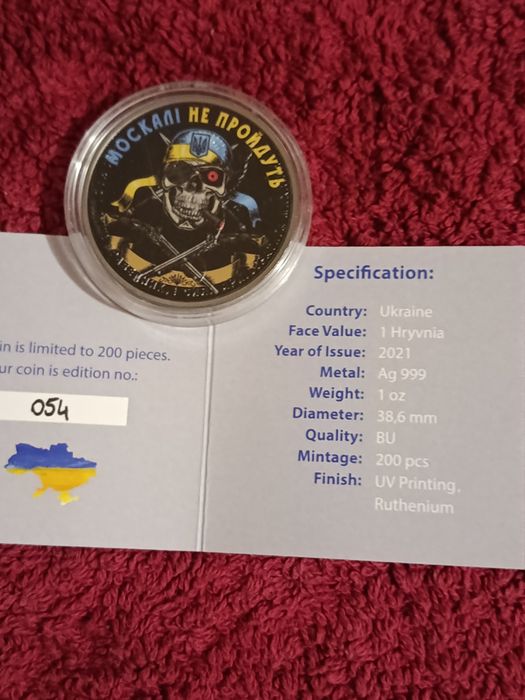 МОСКАЛІ НЕ ПРОЙДУТЬ
in is limited to 200 pieces.
ur coin is edition no.:
054
Specification:
Country: Ukraine
Face Value: 1 Hryvnia
Year of Issue: 2021
Metal: Ag 999
Weight: 1 oz
Diameter: 38,6 mm
Quality: BU
Mintage: 200 pcs
Finish: UV Printing,
Ruthenium